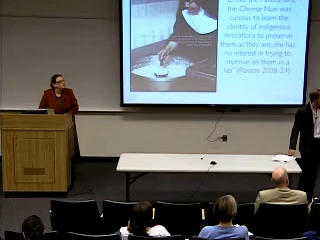 the Cheese Nun was
curious to learn the
identity of indigenous
microflora to preserve
them as they are; she has
no interest in trying to
improve on them in a
lab" (Paxson 2008: 24)